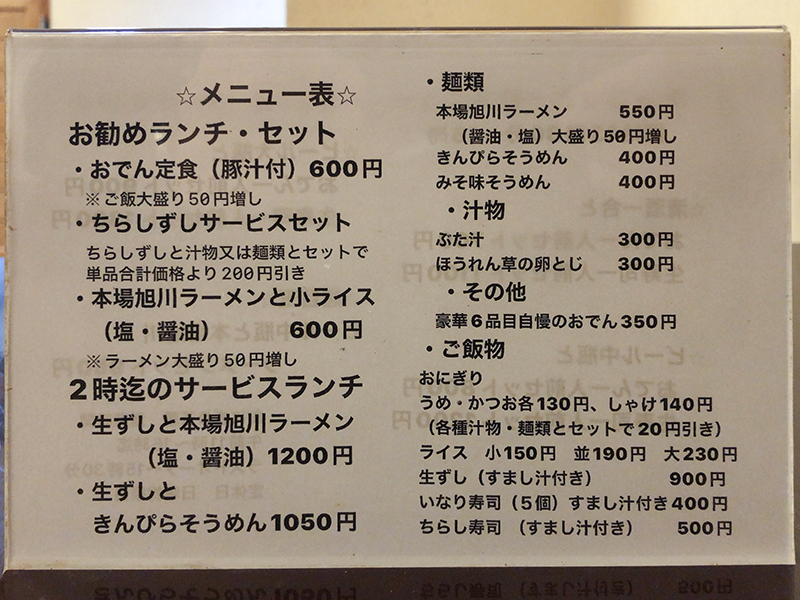 ☆メニュー表☆
お勧めランチ・セット
・おでん定食（豚汁付）600円
※ご飯大盛り50円増し
・ちらしずしサービスセット
ちらしずしと汁物又は麺類とセットで
単品合計価格より200円引き
・本場旭川ラーメンと小ライス
（塩・醤油） 600円
※ラーメン大盛り50円増し
2時迄のサービスランチ
・生ずしと本場旭川ラーメン
（塩・醤油）1200円
・生ずしと
きんぴらそうめん1050円
・麺類
本場旭川ラーメン 550円
（醤油・塩）大盛り50円増し
きんぴらそうめん 400円
みそ味そうめん 400円
・汁物
ぶた汁 300円
ほうれん草の卵とじ 300円
・その他
豪華6品目自慢のおでん350円
・ご飯物
おにぎり
うめ・かつお各130円、しゃけ140円
（各種汁物・麺類とセットで20円引き）
ライス 小150円 並190円 大230円
生ずし（すまし汁付き） 900円
いなり寿司（5個）すまし汁付き400円
ちらし寿司 （すまし汁付き） 500円